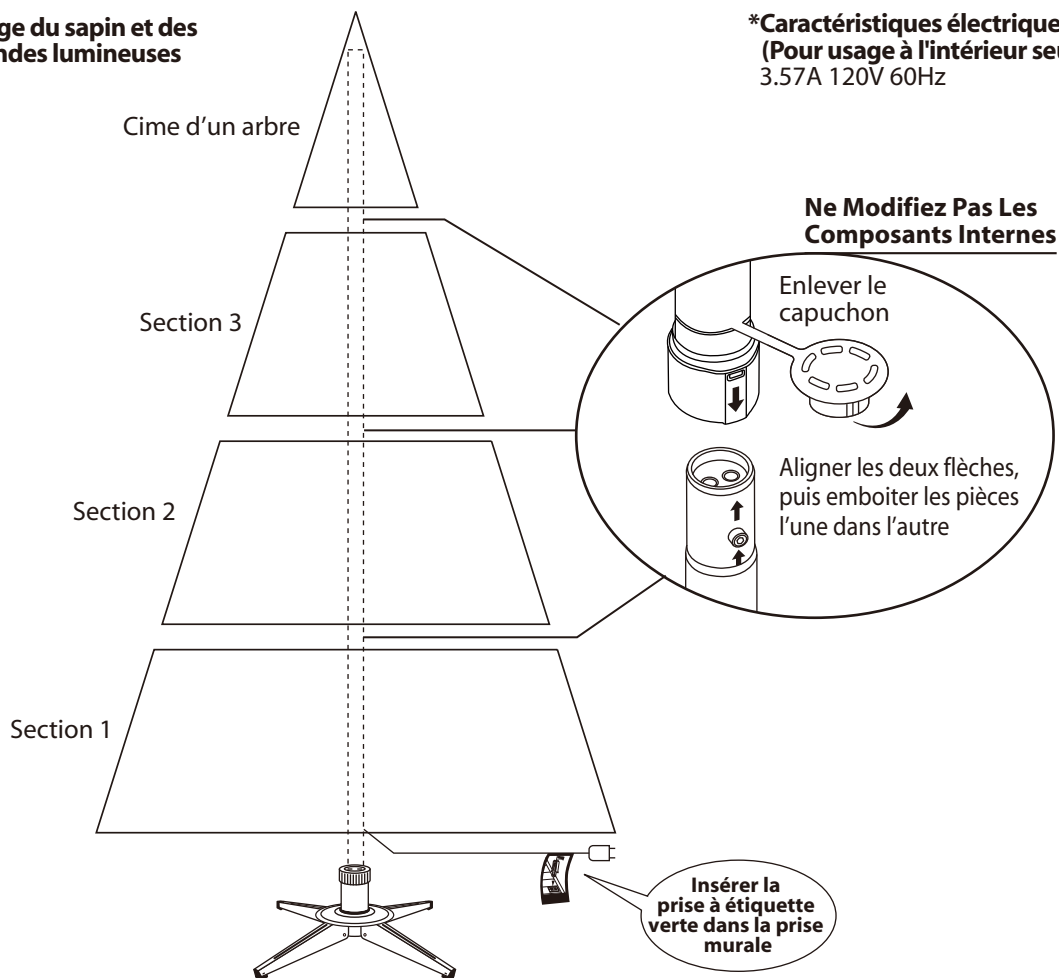 ge du sapin et des
ndes lumineuses
*Caractéristiques électrique
(Pour usage à l'intérieur seu
3.57A 120V 60Hz
Cime d’un arbre
Ne Modifiez Pas Les
Composants Internes
Enlever le
capuchon
Section 3
Aligner les deux flèches,
puis emboiter les pièces
l’une dans l’autre
Section 2
Section 1
Insérer la
prise à étiquette
verte dans la prise
murale